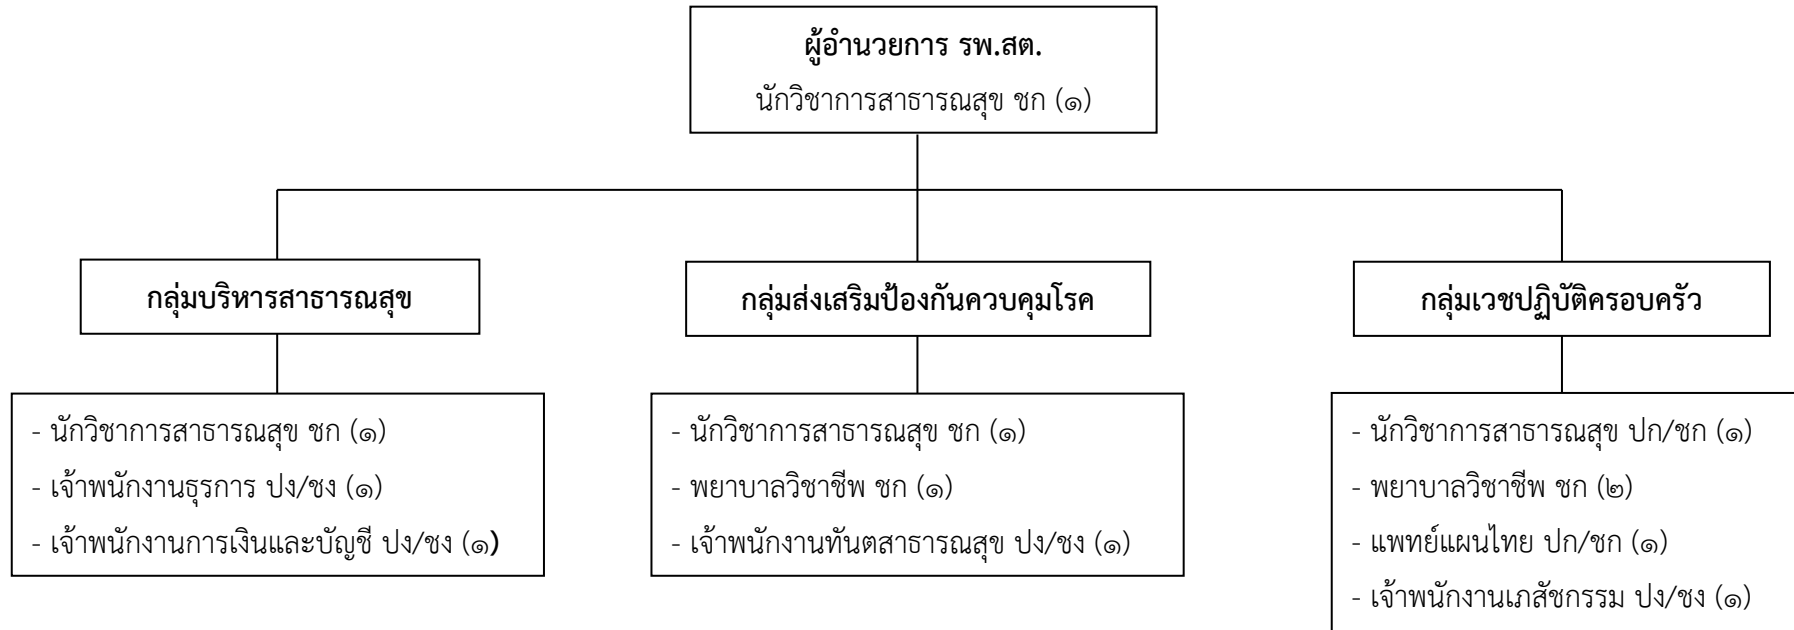 ผู้อำนวยการ รพ.สต.
นักวิชาการสาธารณสุข ชก (๑)
กลุ่มบริหารสาธารณสุข
- นักวิชาการสาธารณสุข ชก (๑)
- เจ้าพนักงานธุรการ ปง/ชง (๑)
- เจ้าพนักงานการเงินและบัญชี ปง/ชง (๑)
กลุ่มส่งเสริมป้องกันควบคุมโรค
- นักวิชาการสาธารณสุข ชก (๑)
- พยาบาลวิชาชีพ ชก (๑)
- เจ้าพนักงานทันตสาธารณสุข ปง/ชง (๑)
กลุ่มเวชปฏิบัติครอบครัว
- นักวิชาการสาธารณสุข ปก/ชก (๑)
- พยาบาลวิชาชีพ ชก (๒)
- แพทย์แผนไทย ปก/ชก (๑)
- เจ้าพนักงานเภสัชกรรม ปง/ชง (๑)